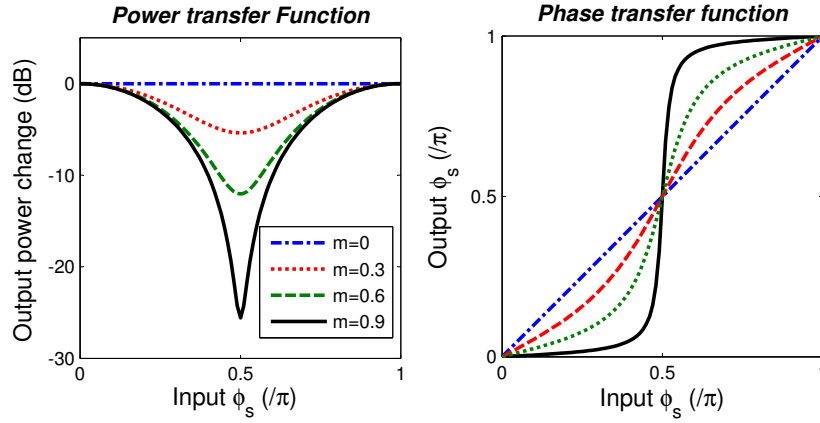 Power transfer Function
Output power change (dB)
0
-10
-20
-30
0
0.5
1
Input ϕs (/π)
m=0
m=0.3
m=0.6
m=0.9
Phase transfer function
Output ϕs (/π)
1
0.5
0
0
0.5
1
Input ϕs (/π)